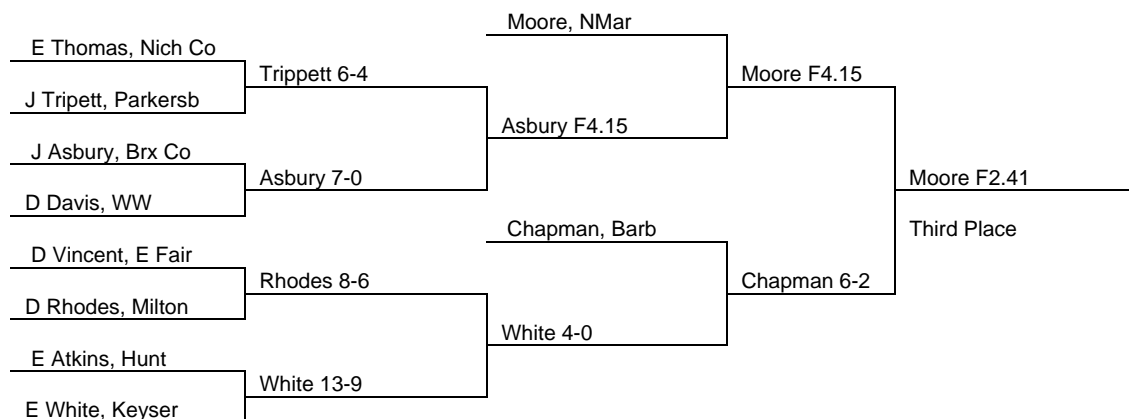 Moore, NMar
E Thomas, Nich Co
Trippett 6-4
Moore F4.15
J Tripett, Parkersb
Asbury F4.15
J Asbury, Brx Co
Asbury 7-0
Moore F2.41
D Davis, WW
Chapman, Barb
Third Place
D Vincent, E Fair
Rhodes 8-6
Chapman 6-2
D Rhodes, Milton
White 4-0
E Atkins, Hunt
White 13-9
E White, Keyser